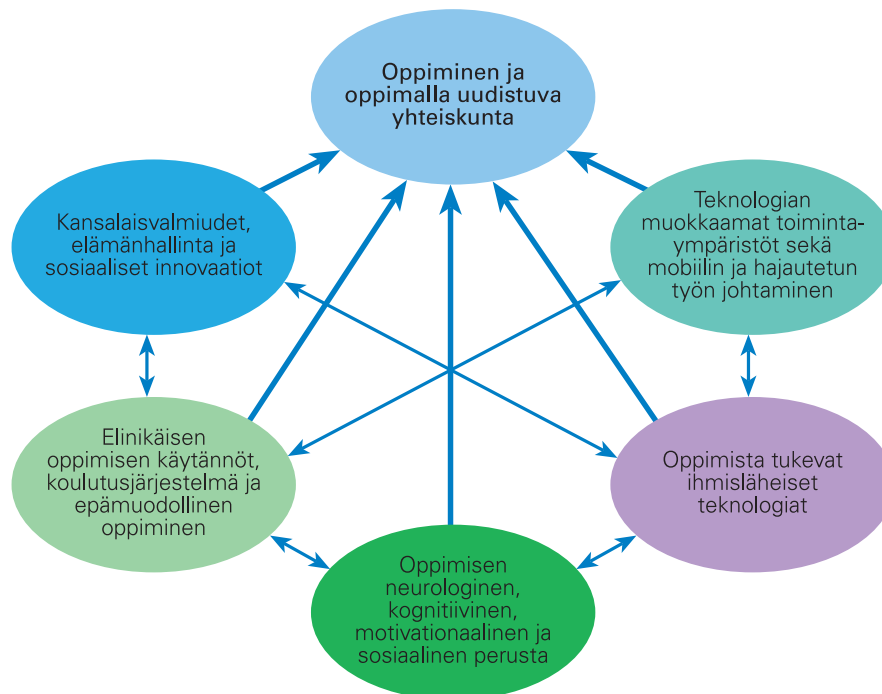 Oppiminen ja
oppimalla uudistuva
yhteiskunta
Kansalaisvalmiudet,
elämänhallinta ja
sosiaaliset innovaatiot
Teknologian
muokkaamat toiminta-
ympäristöt sekä
mobiilin ja hajautetun
työn johtaminen
Elinikäisen
oppimisen käytännöt,
koulutusjärjestelmä ja
epämuodollinen
oppiminen
Oppimista tukevat
ihmisläheiset
teknologiat
Oppimisen
neurologinen,
kognitiivinen,
motivationaalinen ja
sosiaalinen perusta